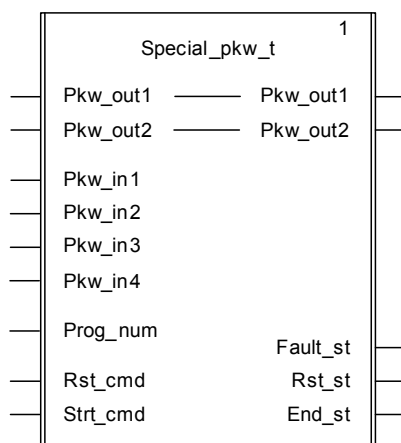 1
Special_pkw_t
Pkw_out1 Pkw_out1
Pkw_out2 Pkw_out2
Pkw_in1
Pkw_in2
Pkw_in3
Pkw_in4
Prog_num
Fault_st
Rst_cmd Rst_st
Strt_cmd End_st